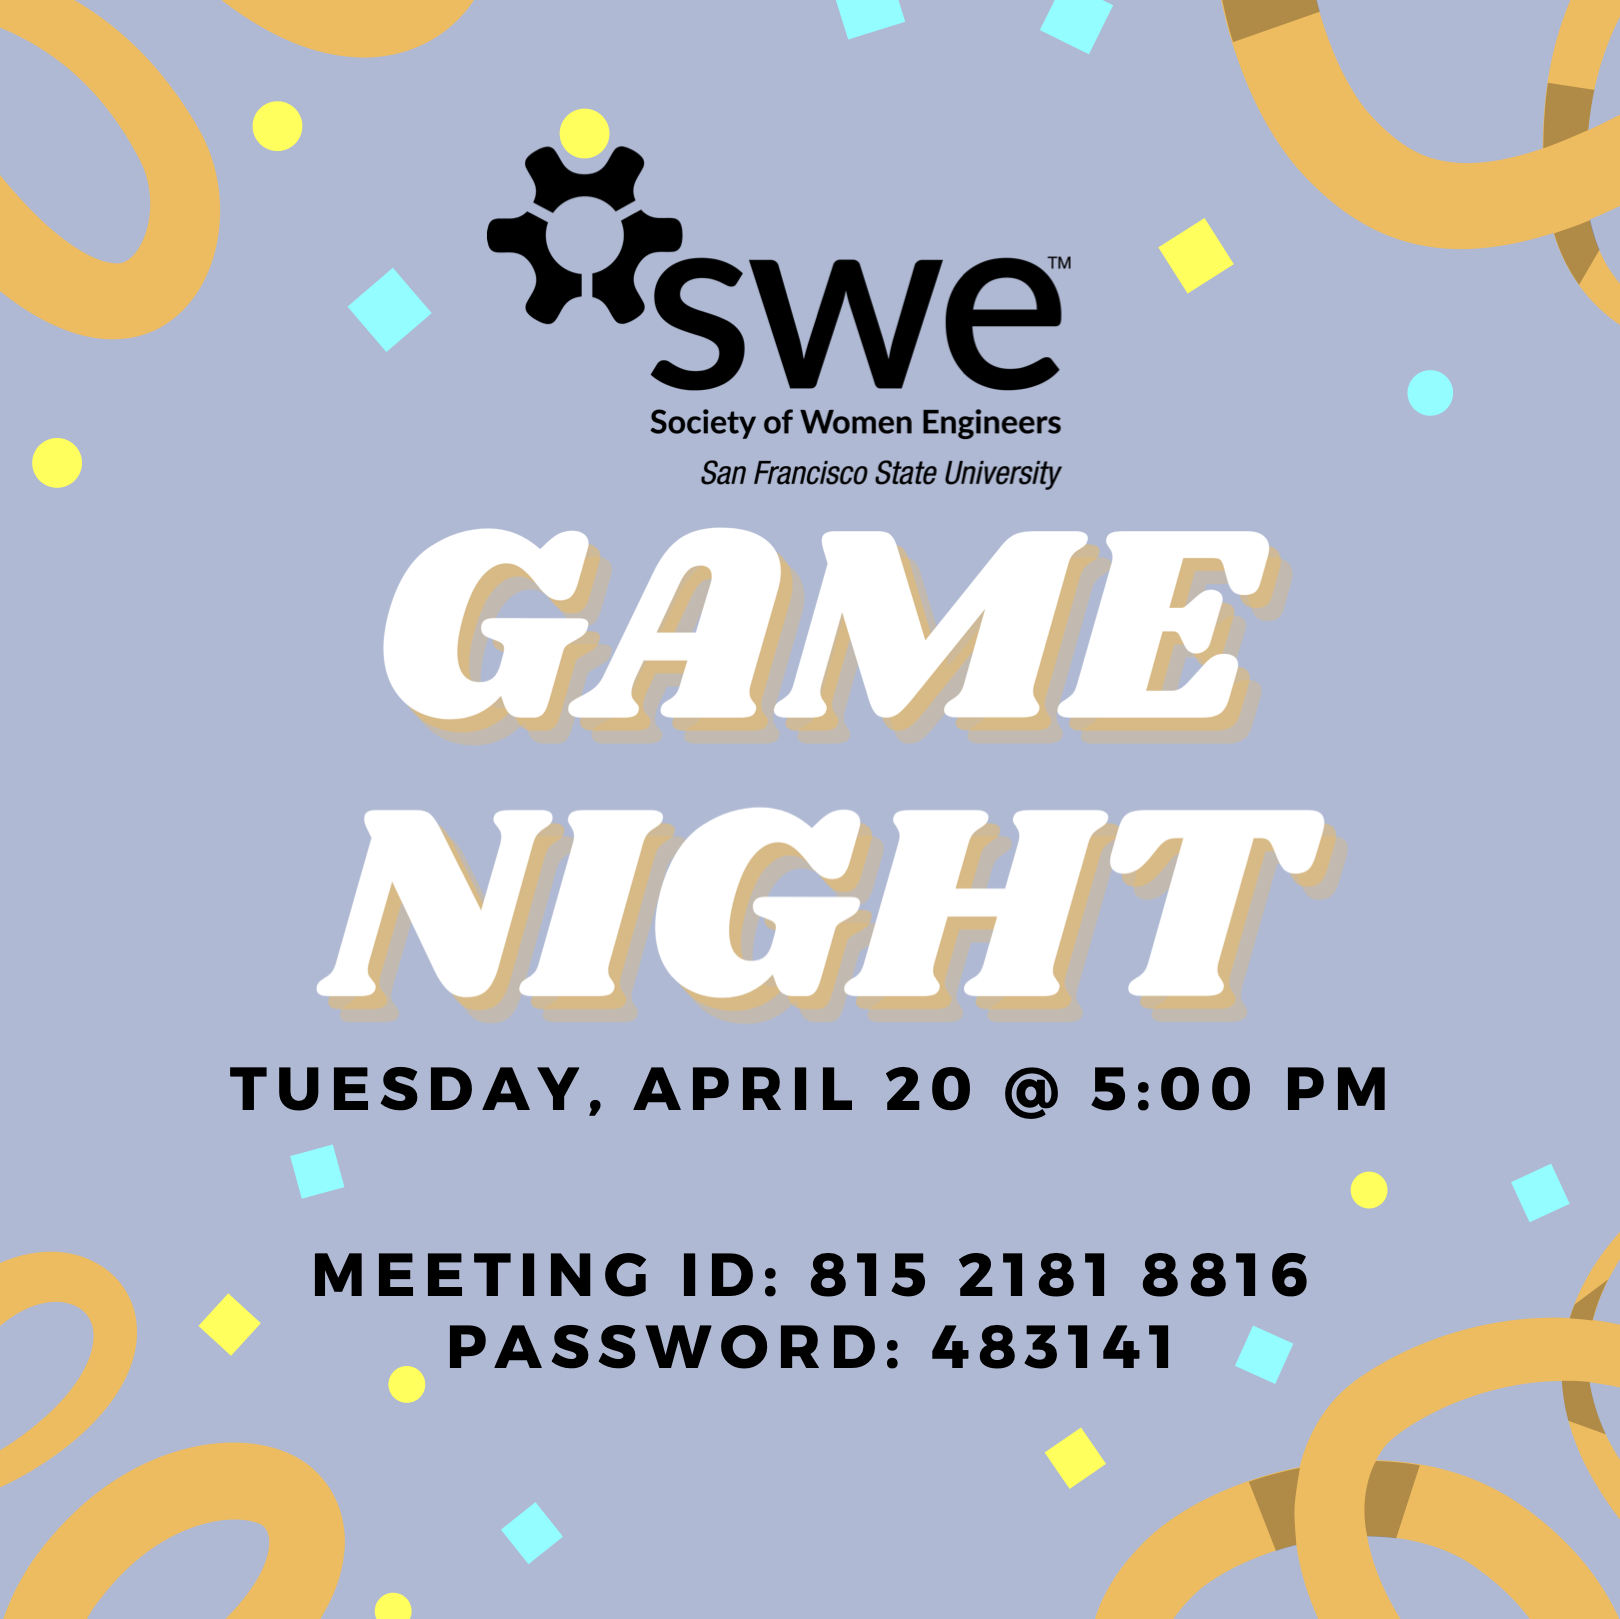 swe™
Society of Women Engineers
San Francisco State University
GAME
NIGHT
TUESDAY, APRIL 20 @ 5:00 PM
MEETING ID: 815 2181 8816
PASSWORD: 483141